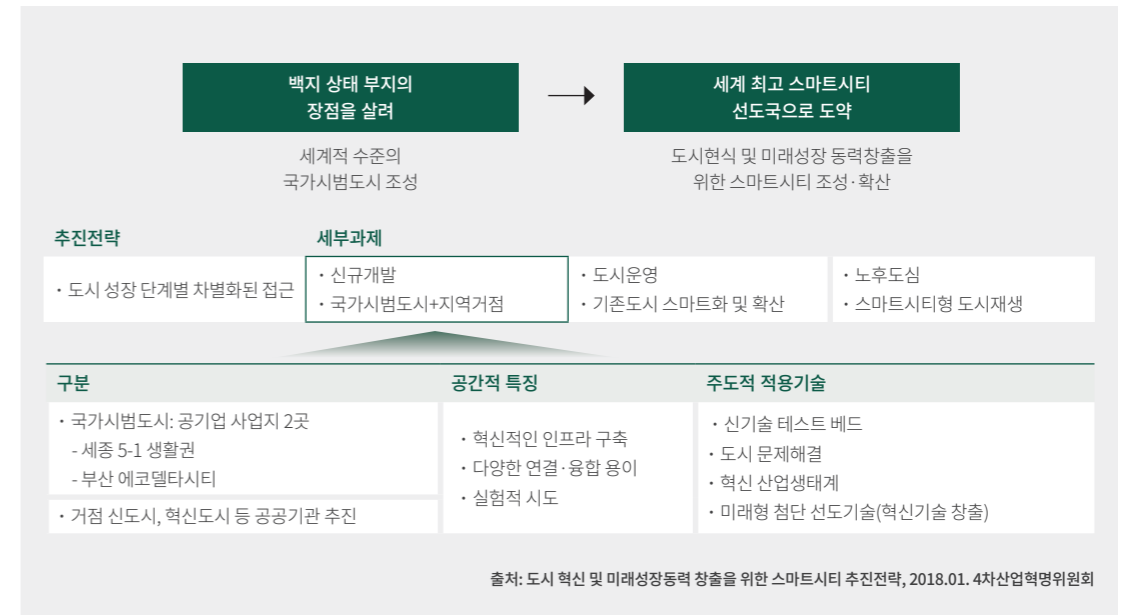 백지 상태 부지의
장점을 살려
세계 최고 스마트시티
선도국으로 도약
세계적 수준의
국가시범도시 조성
도시현식 및 미래성장 동력창출을
위한 스마트시티 조성·확산
추진전략
세부과제
· 도시 성장 단계별 차별화된 접근
· 신규개발
· 국가시범도시+지역거점
· 도시운영
· 기존도시 스마트화 및 확산
· 노후도심
· 스마트시티형 도시재생
구분
공간적 특징
주도적 적용기술
· 국가시범도시: 공기업 사업지 2곳
- 세종 5-1 생활권
- 부산 에코델타시티
· 거점 신도시, 혁신도시 등 공공기관 추진
· 혁신적인 인프라 구축
· 다양한 연결·융합 용이
· 실험적 시도
· 신기술 테스트 베드
· 도시 문제해결
· 혁신 산업생태계
· 미래형 첨단 선도기술(혁신기술 창출)
출처: 도시 혁신 및 미래성장동력 창출을 위한 스마트시티 추진전략, 2018.01. 4차산업혁명위원회